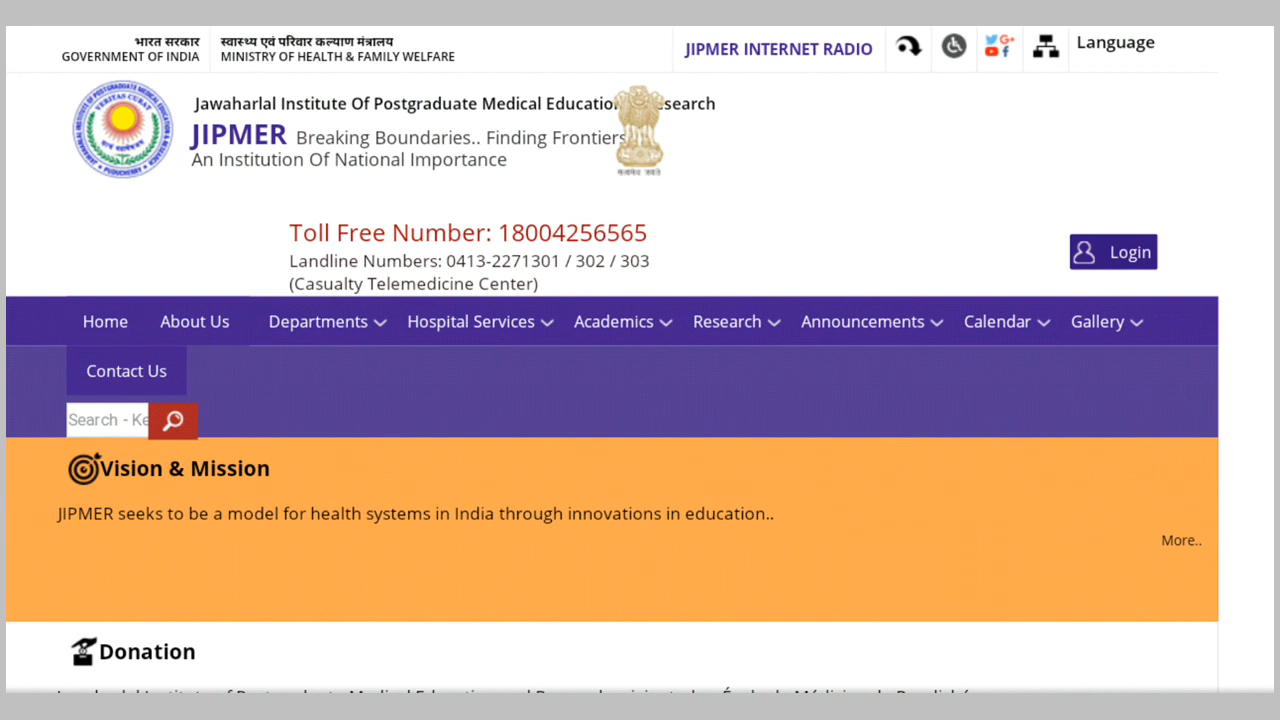 भारत सरकार
GOVERNMENT OF INDIA
स्वास्थ्य एवं परिवार कल्याण मंत्रालय
MINISTRY OF HEALTH & FAMILY WELFARE
JIPMER INTERNET RADIO
Language
Jawaharlal Institute Of Postgraduate Medical Education
JIPMER Breaking Boundaries.. Finding Frontiers
An Institution Of National Importance
सत्यमेव जयते
Toll Free Number: 18004256565
Landline Numbers: 0413-2271301 / 302 / 303
(Casualty Telemedicine Center)
Login
Home About Us Departments Hospital Services Academics Research Announcements Calendar Gallery
Contact Us
Search - Ke
Vision & Mission
JIPMER seeks to be a model for health systems in India through innovations in education..
More..
Donation